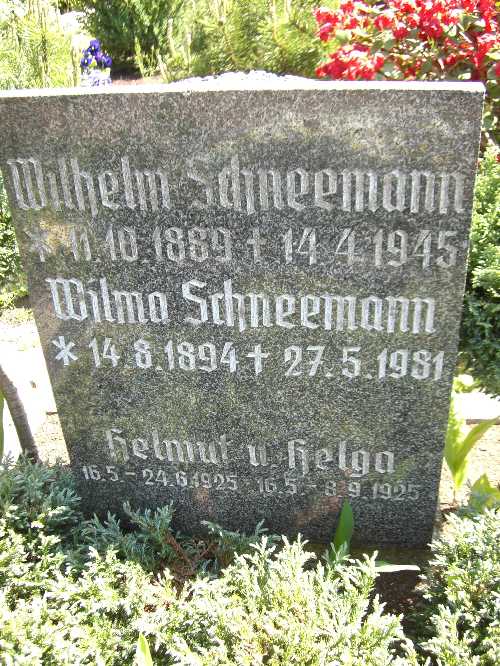 Wilhelm Schneemann
* 11.10.1889 † 14.4.1945
Wilma Schneemann
* 14.8.1894 † 27.5.1981
Helmut u. Helga
16.5.-24.6.1925 16.5.-8.9.1925